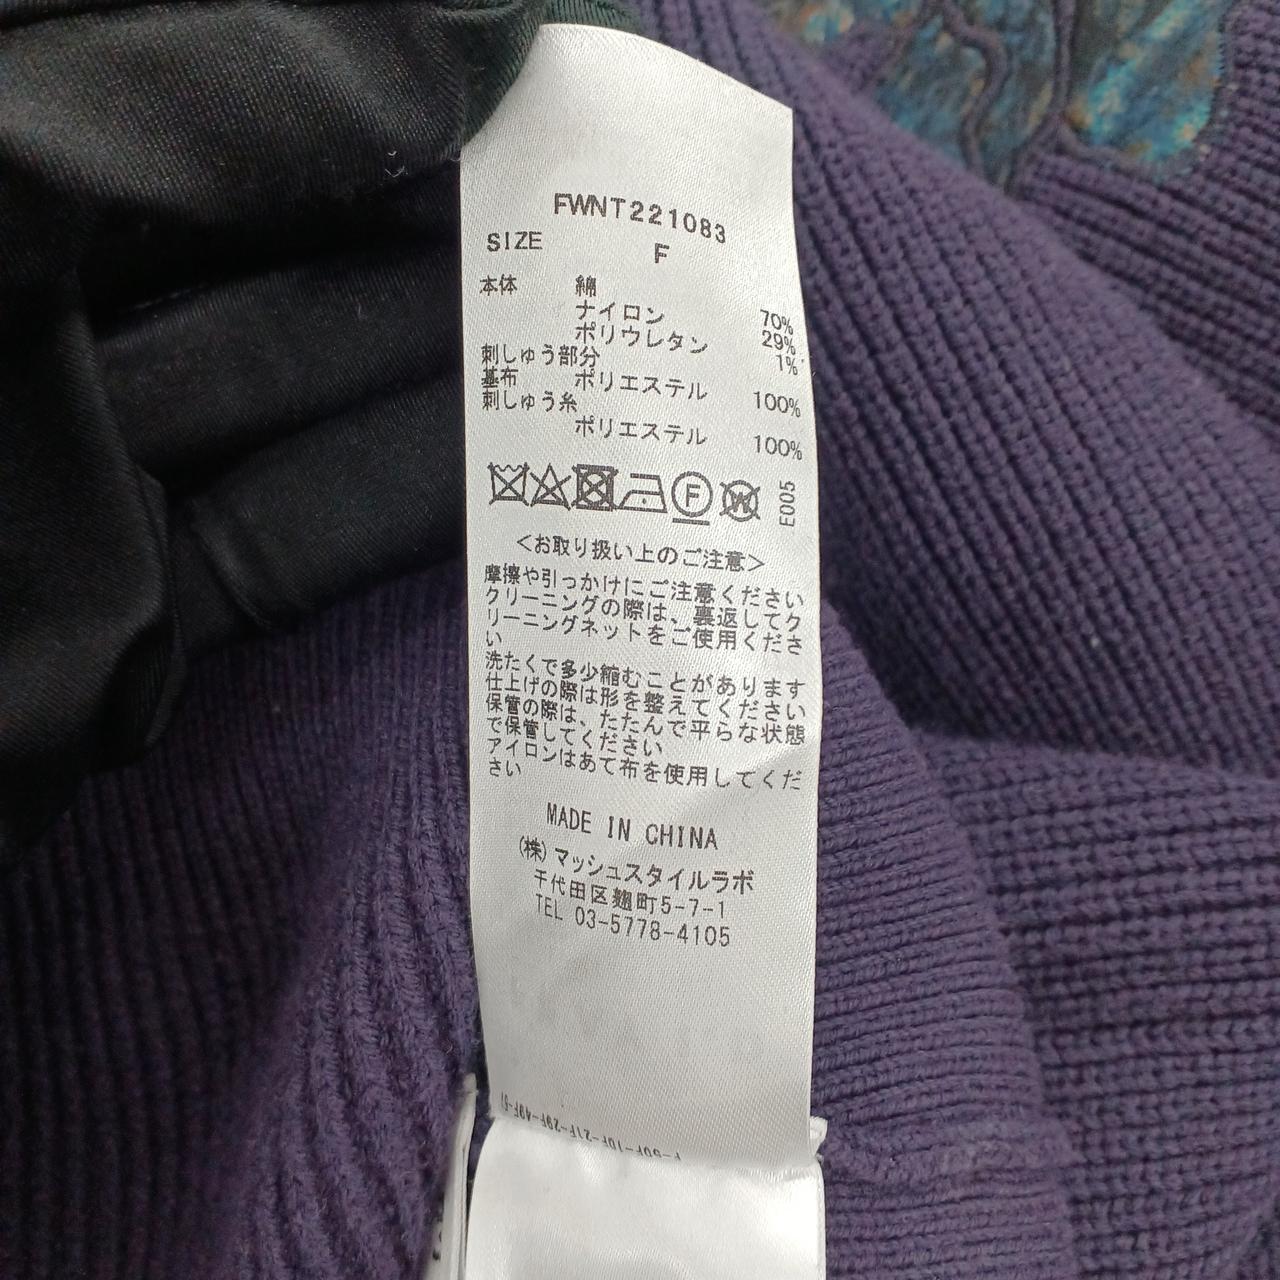 FWNT221083
SIZE F
本体 綿 70%
ナイロン 29%
ポリウレタン 1%
刺しゅう部分
基布 ポリエステル 100%
刺しゅう糸
ポリエステル 100%
F W E005
<お取り扱い上のご注意>
摩擦や引っかけにご注意ください
クリーニングの際は、裏返してク
リーニングネットをご使用くださ
い
洗たくで多少縮むことがあります
仕上げの際は形を整えてください
保管の際は、たたんで平らな状態
で保管してください
アイロンはあて布を使用してくだ
さい
MADE IN CHINA
(株)マッシュスタイルラボ
千代田区麹町5-7-1
TEL 03-5778-4105